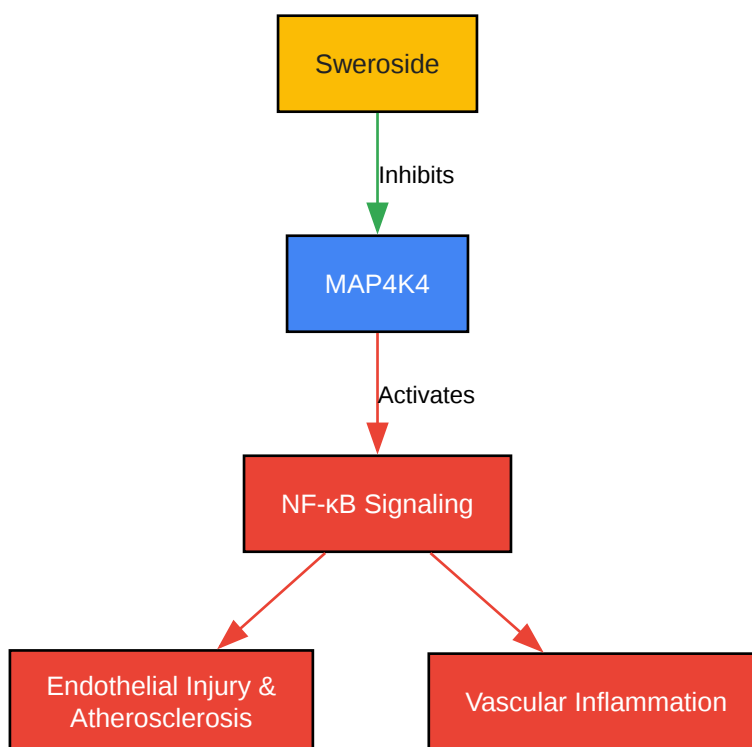 Sweroside
Inhibits
MAP4K4
Activates
NF-κB Signaling
Endothelial Injury &
Atherosclerosis
Vascular Inflammation